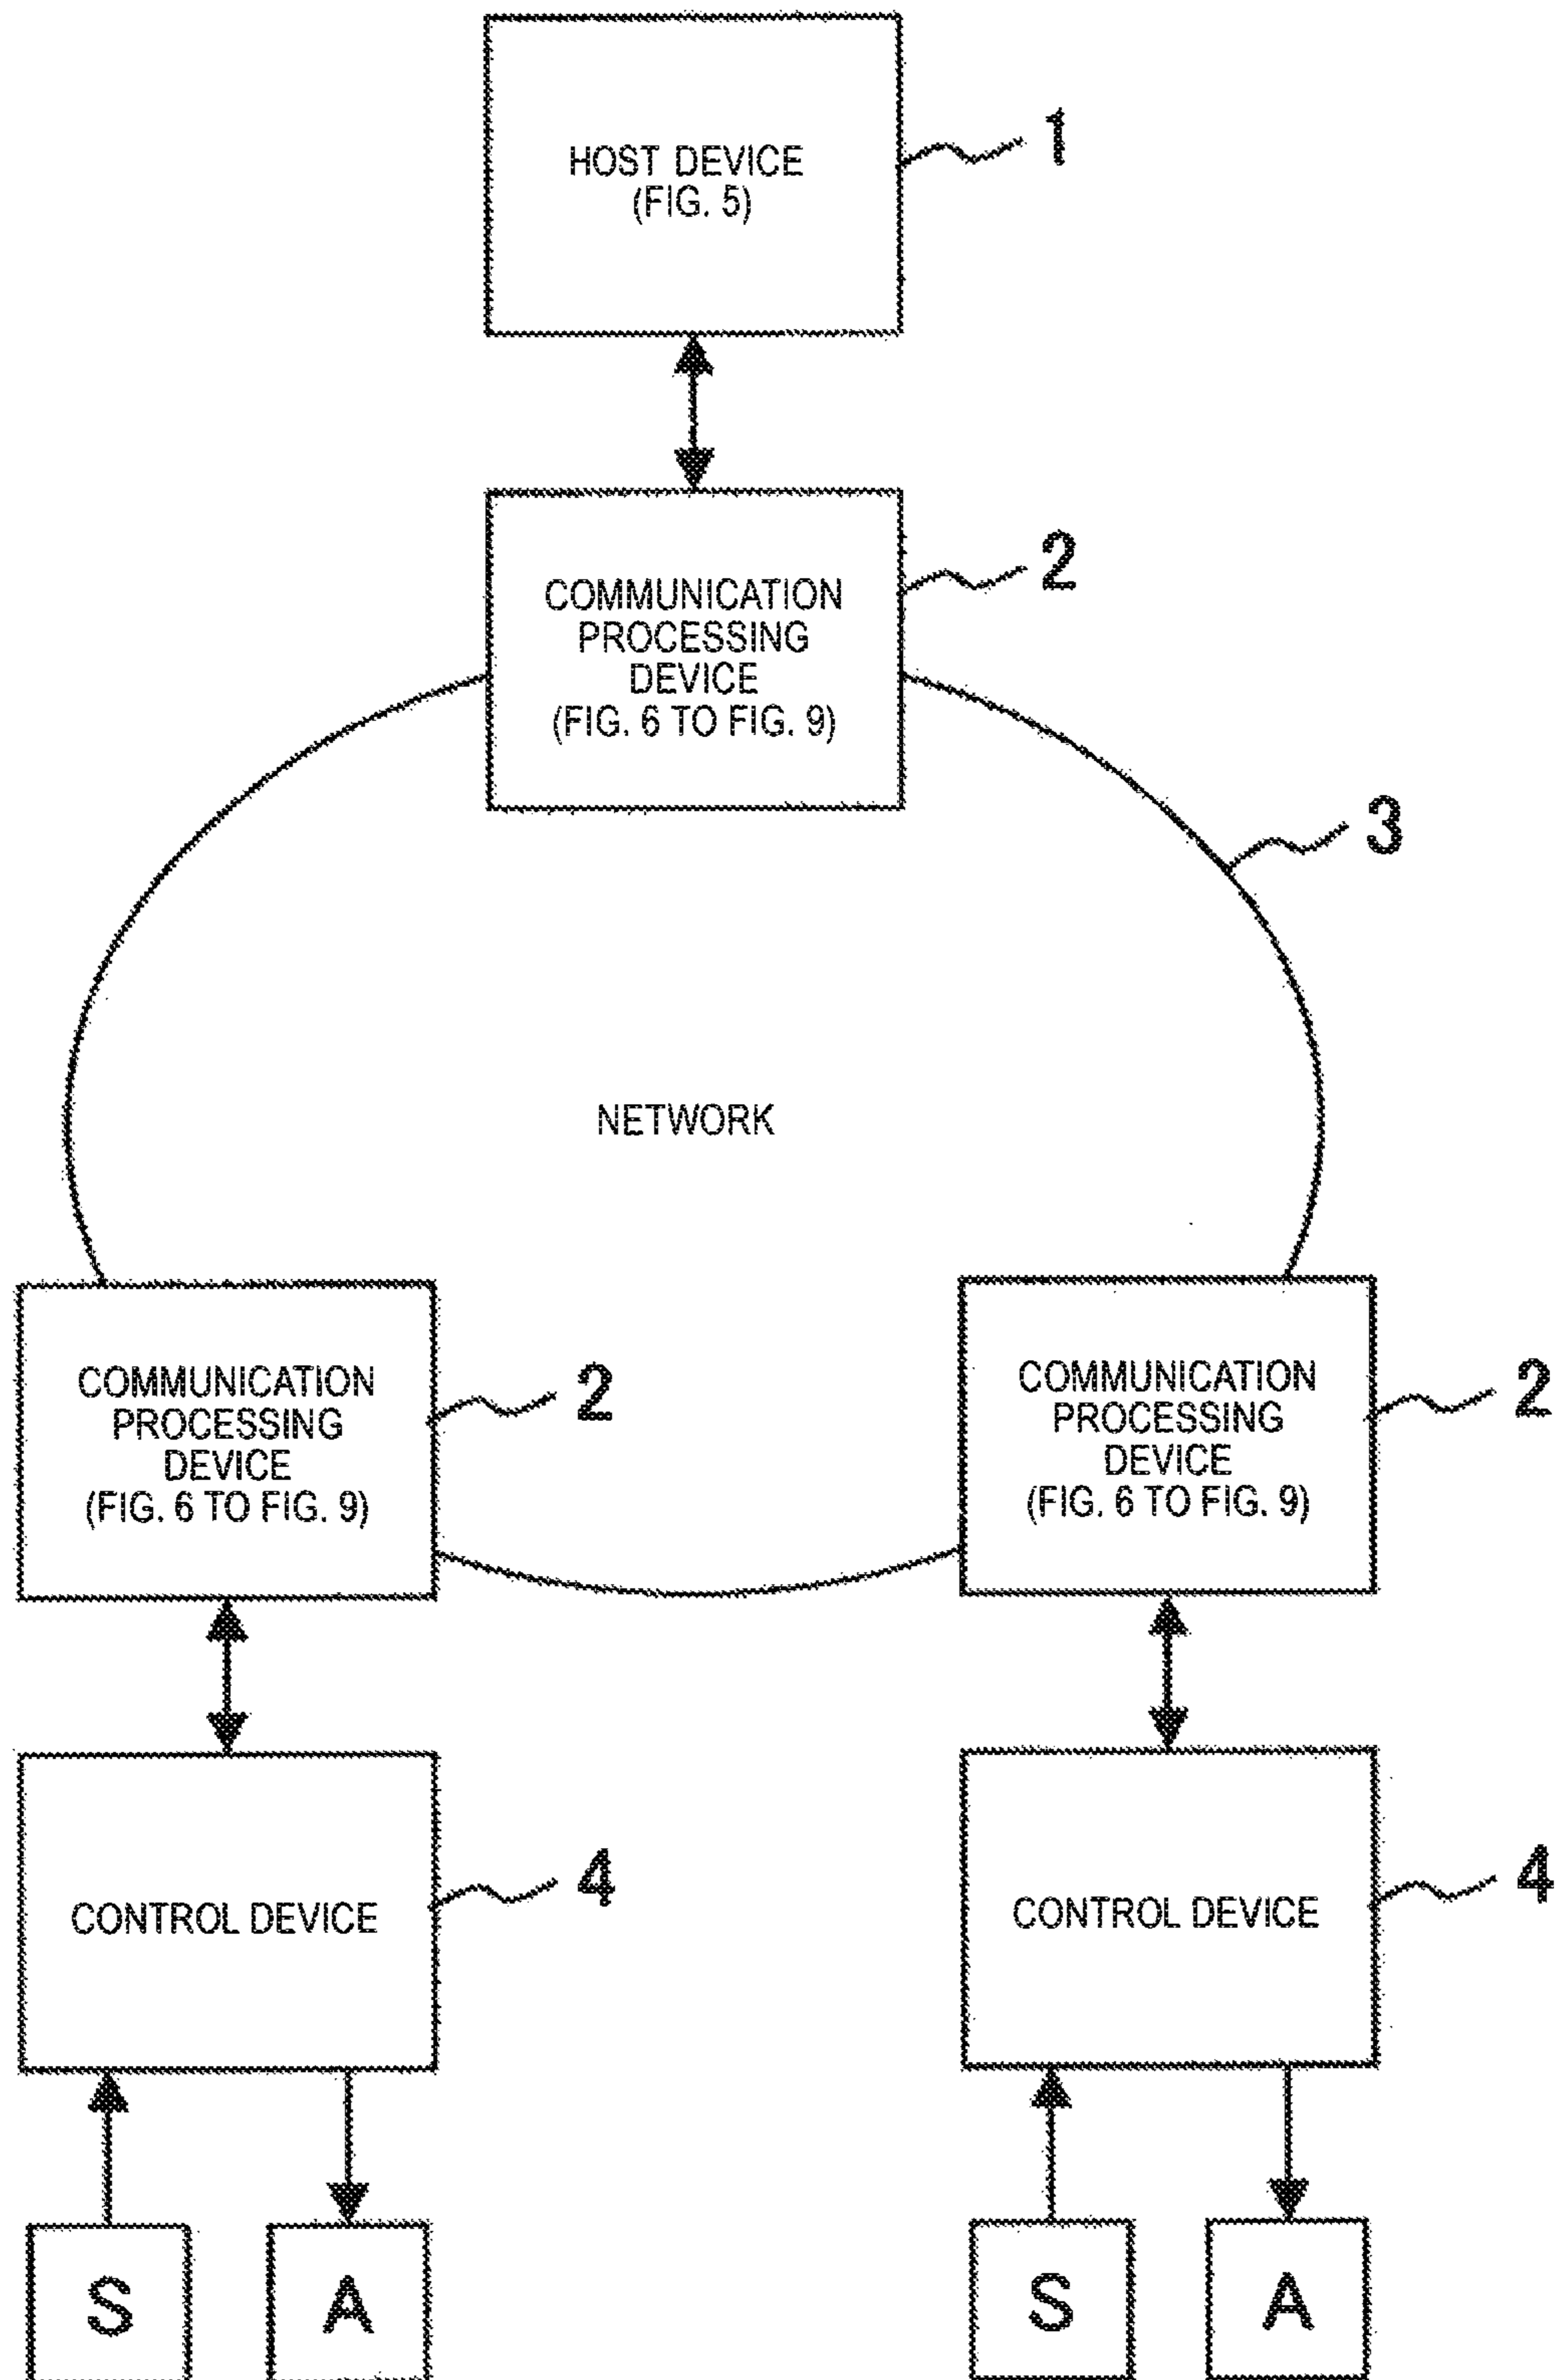 HOST DEVICE
(FIG. 5)
1
COMMUNICATION
PROCESSING
DEVICE
(FIG. 6 TO FIG. 9)
2
3
NETWORK
COMMUNICATION
PROCESSING
DEVICE
(FIG. 6 TO FIG. 9)
2
COMMUNICATION
PROCESSING
DEVICE
(FIG. 6 TO FIG. 9)
2
CONTROL DEVICE
4
CONTROL DEVICE
4
S
A
S
A